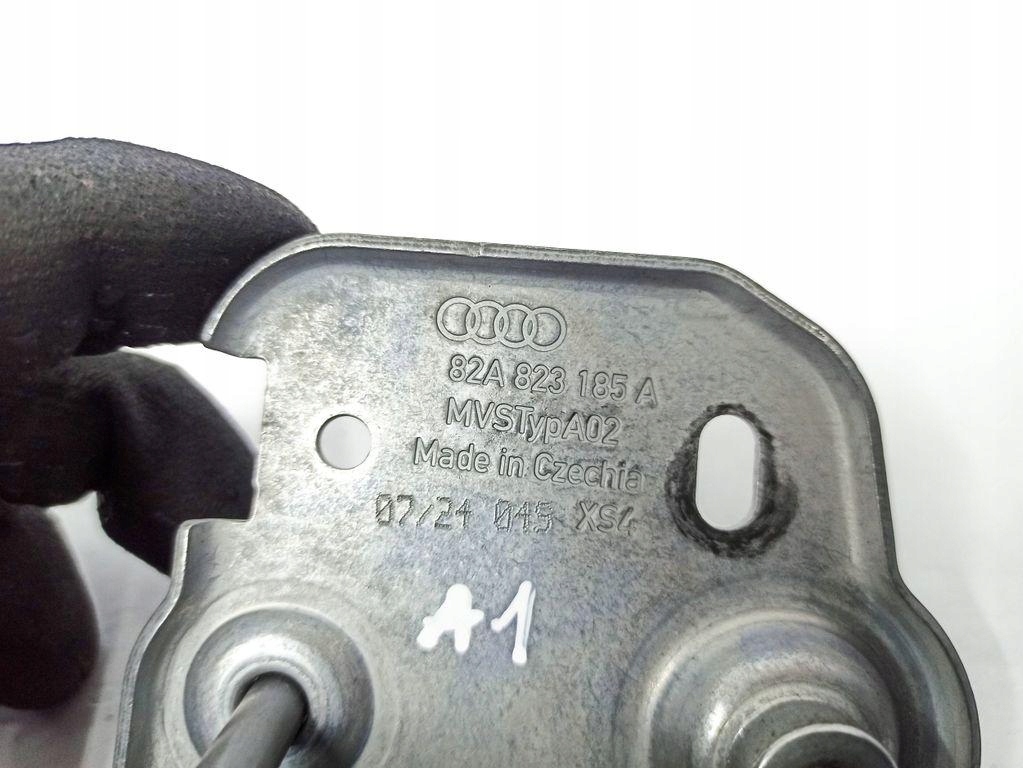 82A 823 185 A
MVSTypA02
Made in Czechia
07/24 045 XS4
A1